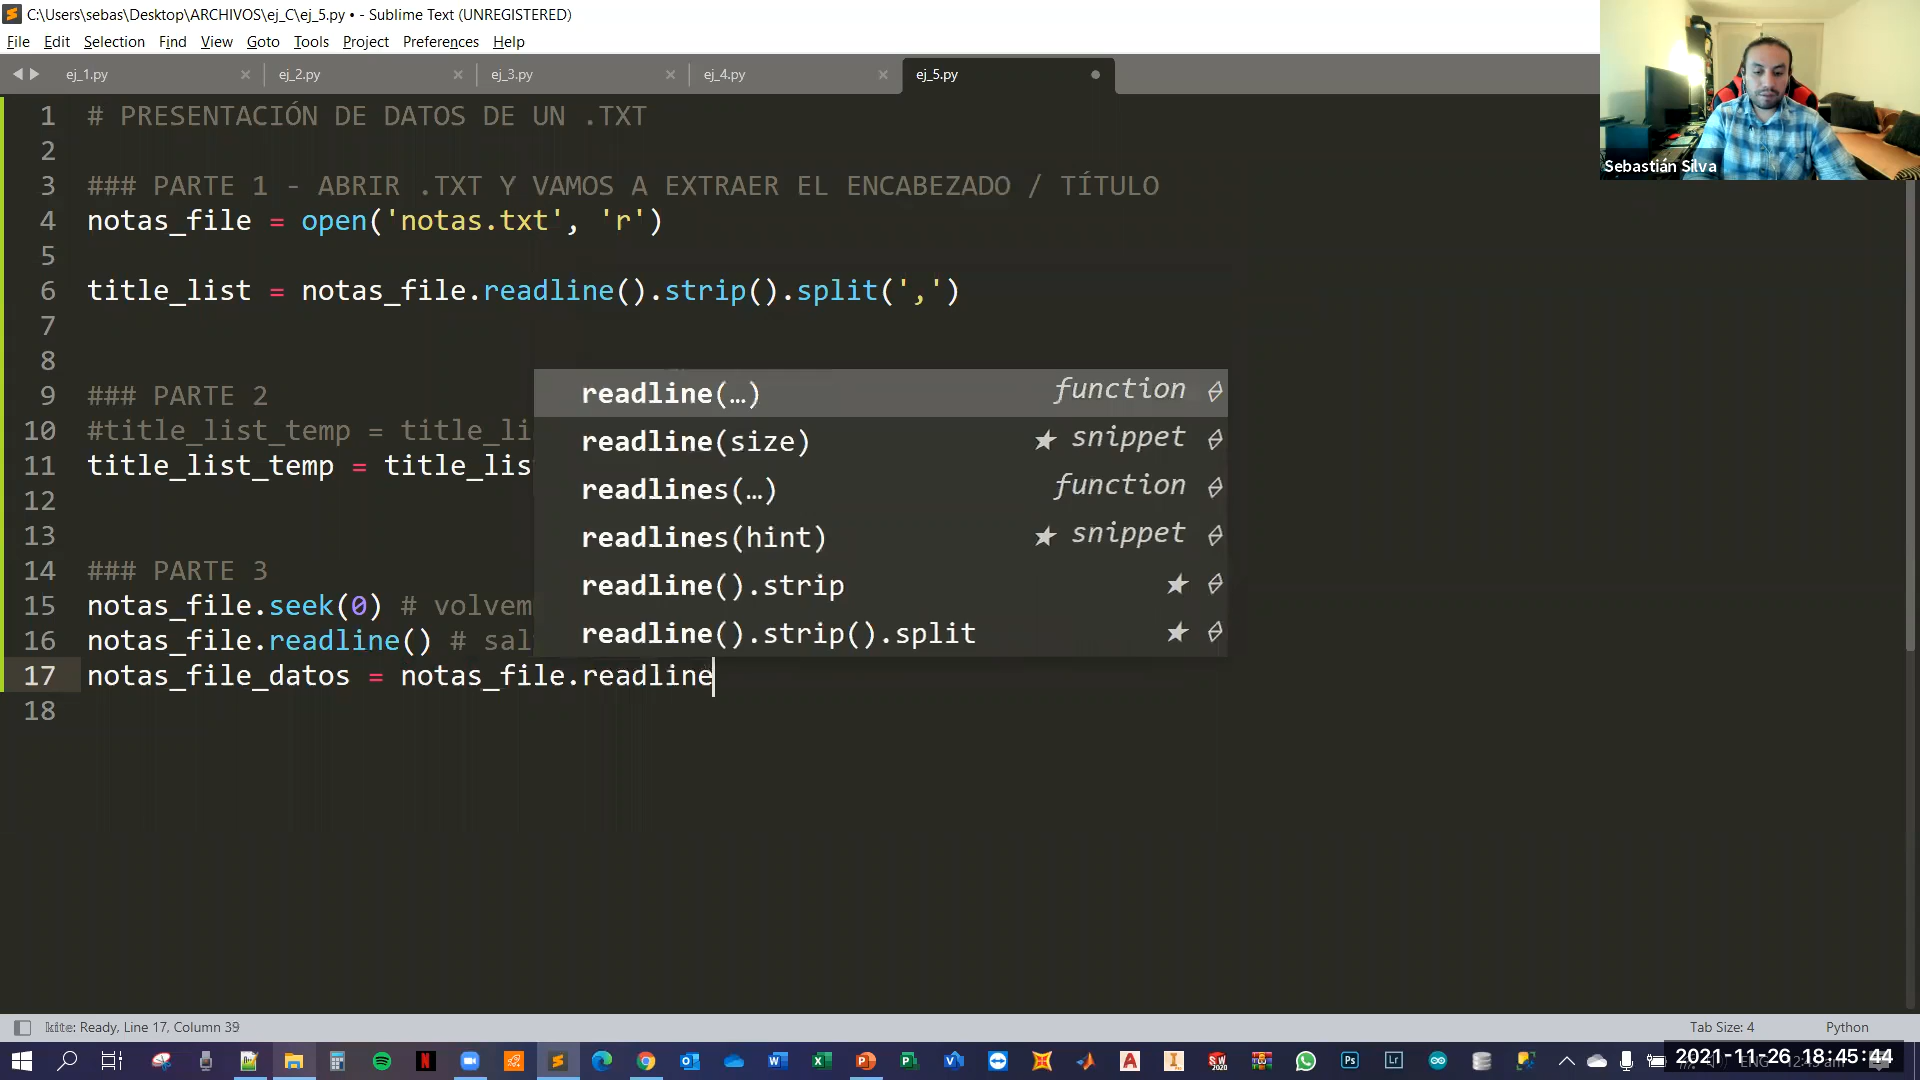 C:\Users\sebas\Desktop\ARCHIVOS\ej_C\ej_5.py • - Sublime Text (UNREGISTERED)
File Edit Selection Find View Goto Tools Project Preferences Help
ej_1.py × ej_2.py × ej_3.py × ej_4.py × ej_5.py
Sebastián Silva
1 # PRESENTACIÓN DE DATOS DE UN .TXT
2
3 ### PARTE 1 - ABRIR .TXT Y VAMOS A EXTRAER EL ENCABEZADO / TÍTULO
4 notas_file = open('notas.txt', 'r')
5
6 title_list = notas_file.readline().strip().split(',')
7
8
9 ### PARTE 2
10 #title_list_temp = title_li
11 title_list_temp = title_lis
12
13
14 ### PARTE 3
15 notas_file.seek(0) # volvem
16 notas_file.readline() # sal
17 notas_file_datos = notas_file.readline
18
readline(…) function
readline(size) ★ snippet
readlines(…) function
readlines(hint) ★ snippet
readline().strip ★
readline().strip().split ★
kite: Ready, Line 17, Column 39
Tab Size: 4 Python
2021-11-26 18:45:44